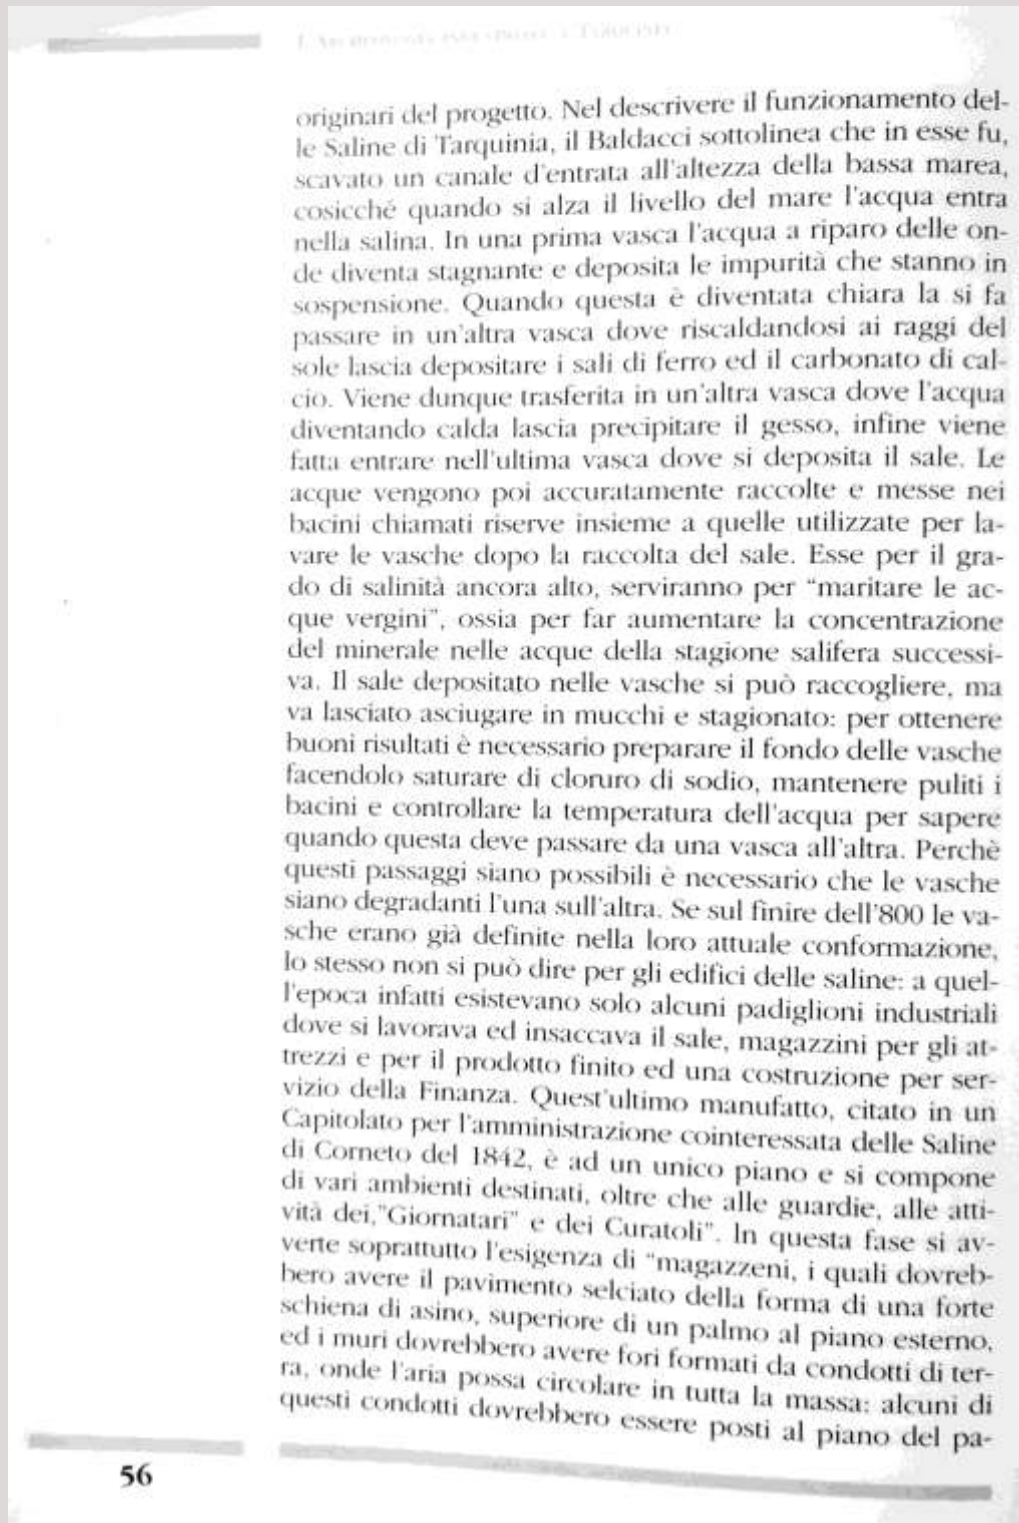 originari del progetto. Nel descrivere il funzionamento del-
le Saline di Tarquinia, il Baldacci sottolinea che in esse fu,
scavato un canale d'entrata all'altezza della bassa marea,
cosicché quando si alza il livello del mare l'acqua entra
nella salina. In una prima vasca l'acqua a riparo delle on-
de diventa stagnante e deposita le impurità che stanno in
sospensione. Quando questa è diventata chiara la si fa
passare in un'altra vasca dove riscaldandosi ai raggi del
sole lascia depositare i sali di ferro ed il carbonato di cal-
cio. Viene dunque trasferita in un'altra vasca dove l'acqua
diventando calda lascia precipitare il gesso, infine viene
fatta entrare nell'ultima vasca dove si deposita il sale. Le
acque vengono poi accuratamente raccolte e messe nei
bacini chiamati riserve insieme a quelle utilizzate per la-
vare le vasche dopo la raccolta del sale. Esse per il gra-
do di salinità ancora alto, serviranno per "maritare le ac-
que vergini", ossia per far aumentare la concentrazione
del minerale nelle acque della stagione salifera successi-
va. Il sale depositato nelle vasche si può raccogliere, ma
va lasciato asciugare in mucchi e stagionato: per ottenere
buoni risultati è necessario preparare il fondo delle vasche
facendolo saturare di cloruro di sodio, mantenere puliti i
bacini e controllare la temperatura dell'acqua per sapere
quando questa deve passare da una vasca all'altra. Perchè
questi passaggi siano possibili è necessario che le vasche
siano degradanti l'una sull'altra. Se sul finire dell'800 le va-
sche erano già definite nella loro attuale conformazione,
lo stesso non si può dire per gli edifici delle saline: a quel-
l'epoca infatti esistevano solo alcuni padiglioni industriali
dove si lavorava ed insaccava il sale, magazzini per gli at-
trezzi e per il prodotto finito ed una costruzione per ser-
vizio della Finanza. Quest'ultimo manufatto, citato in un
Capitolato per l'amministrazione cointeressata delle Saline
di Corneto del 1842, è ad un unico piano e si compone
di vari ambienti destinati, oltre che alle guardie, alle atti-
vità dei,"Giornatari" e dei Curatoli". In questa fase si av-
verte soprattutto l'esigenza di "magazzeni, i quali dovreb-
bero avere il pavimento selciato della forma di una forte
schiena di asino, superiore di un palmo al piano esterno,
ed i muri dovrebbero avere fori formati da condotti di ter-
ra, onde l'aria possa circolare in tutta la massa: alcuni di
questi condotti dovrebbero essere posti al piano del pa-
56